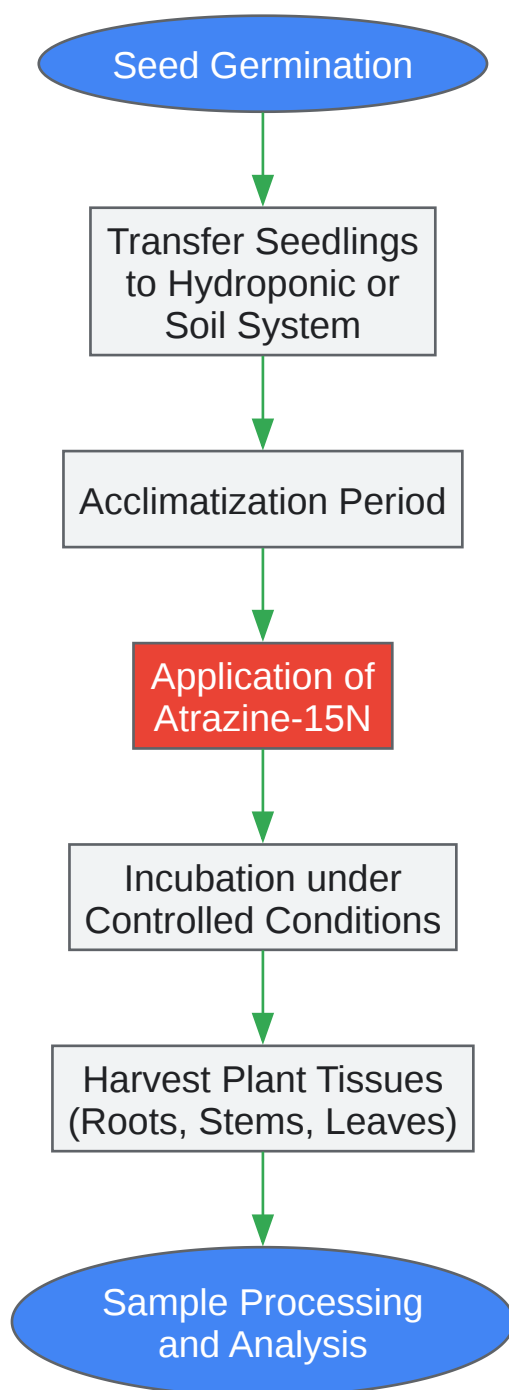 Seed Germination
Transfer Seedlings
to Hydroponic or
Soil System
Acclimatization Period
Application of
Atrazine-15N
Incubation under
Controlled Conditions
Harvest Plant Tissues
(Roots, Stems, Leaves)
Sample Processing
and Analysis